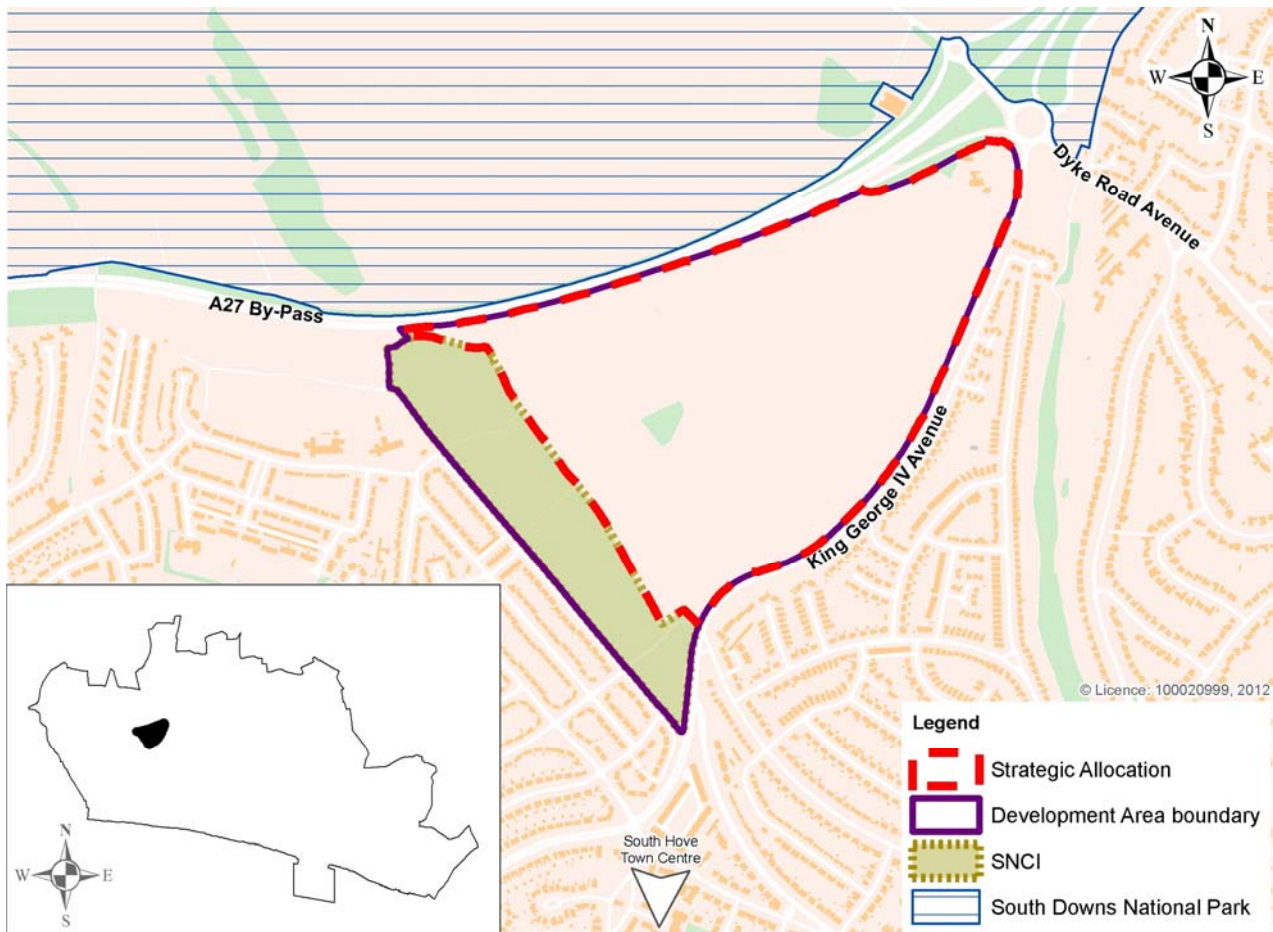 N
W
E
S
Dyke Road Avenue
A27 By-Pass
King George IV Avenue
© Licence: 100020999, 2012
Legend
Strategic Allocation
Development Area boundary
SNCI
South Downs National Park
South Hove
Town Centre
N
W
E
S